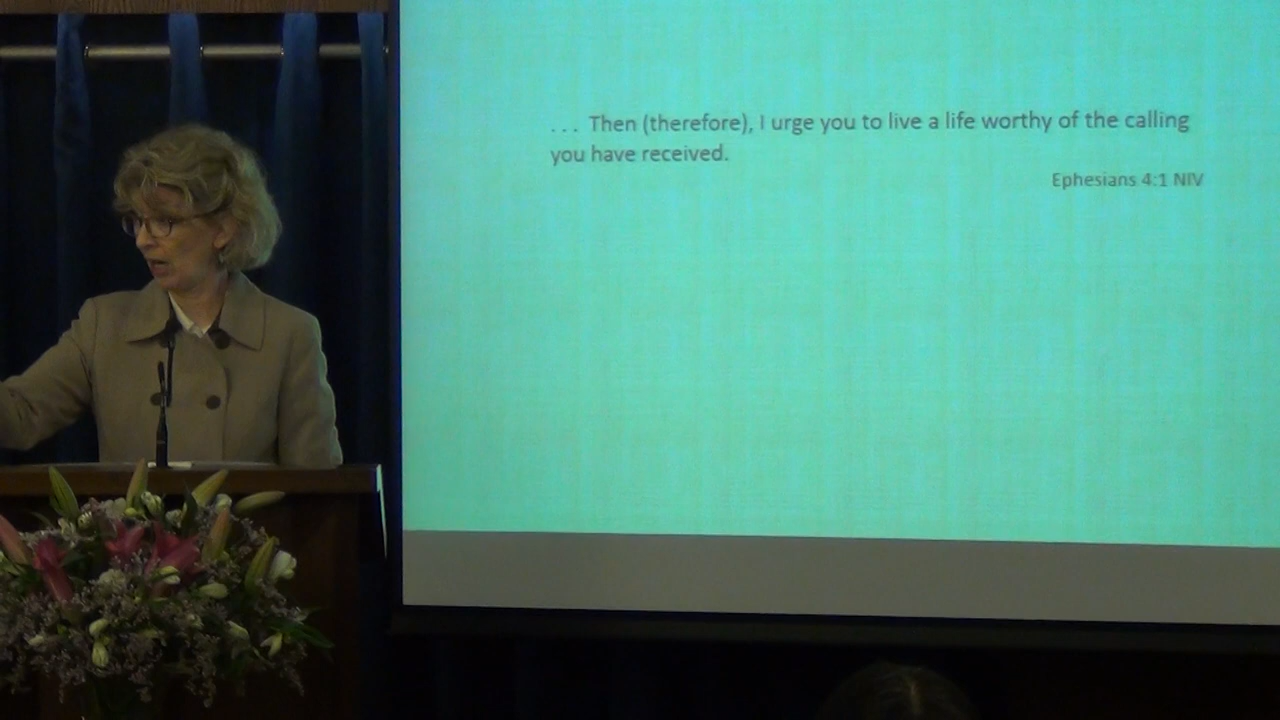 ... Then (therefore), I urge you to live a life worthy of the calling
you have received.
Ephesians 4:1 NIV